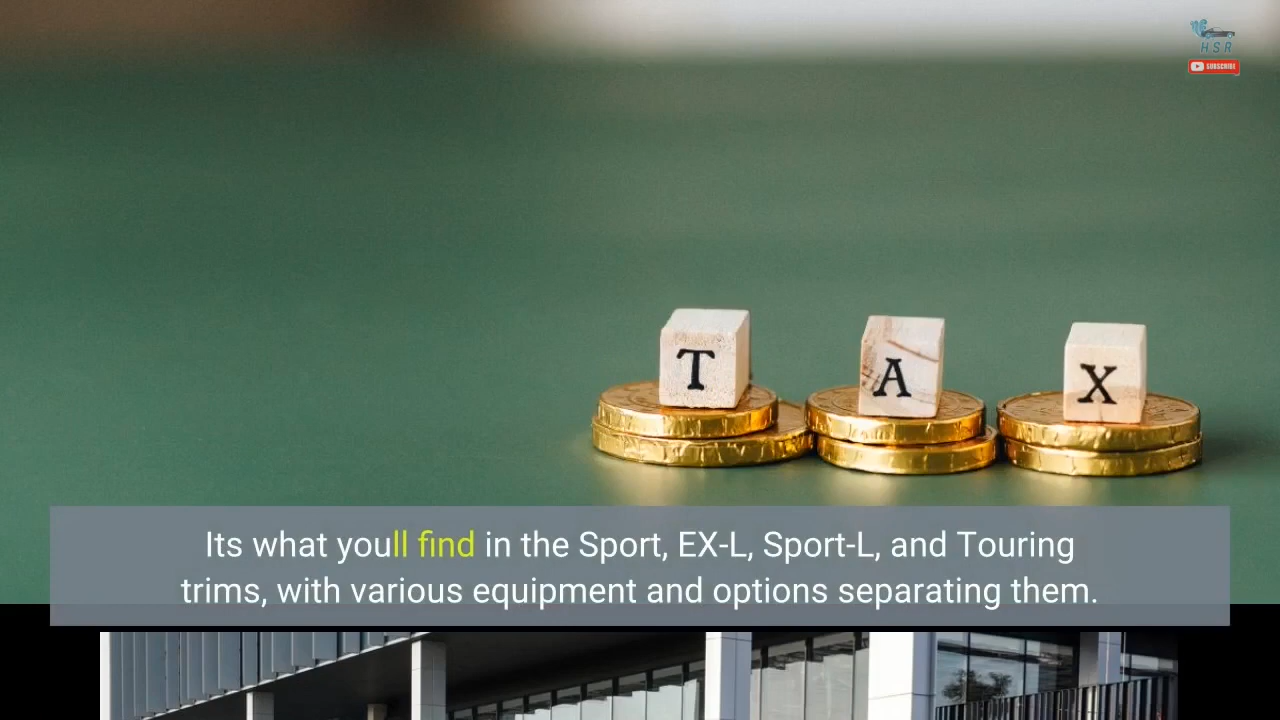 HSR
SUBSCRIBE
T A X
Its what youll find in the Sport, EX-L, Sport-L, and Touring
trims, with various equipment and options separating them.